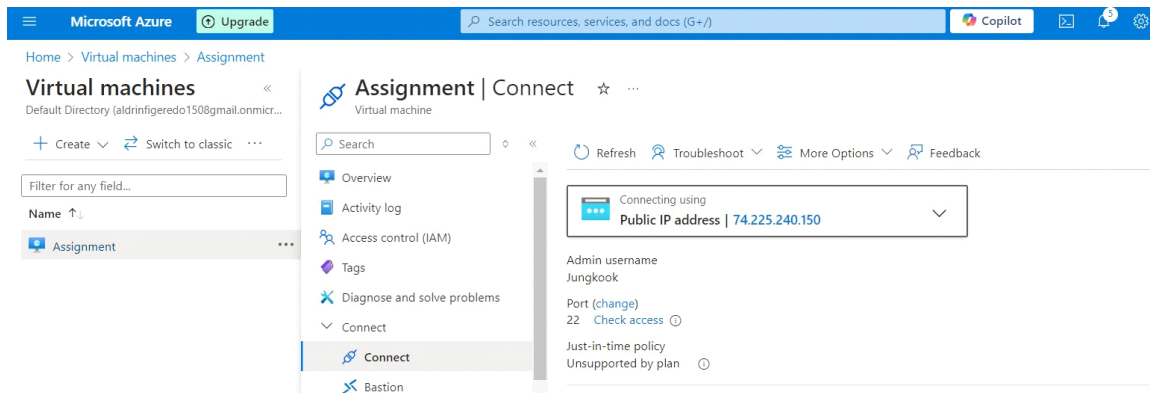 Microsoft Azure
Upgrade
Search resources, services, and docs (G+/)
Copilot
5
Home > Virtual machines > Assignment
Virtual machines
Default Directory (aldrinfigeredo1508gmail.onmicr...
Create
Switch to classic
Filter for any field...
Name
Assignment
Assignment | Connect
Virtual machine
Search
Overview
Activity log
Access control (IAM)
Tags
Diagnose and solve problems
Connect
Connect
Bastion
Refresh
Troubleshoot
More Options
Feedback
Connecting using
Public IP address | 74.225.240.150
Admin username
Jungkook
Port (change)
22 Check access
Just-in-time policy
Unsupported by plan